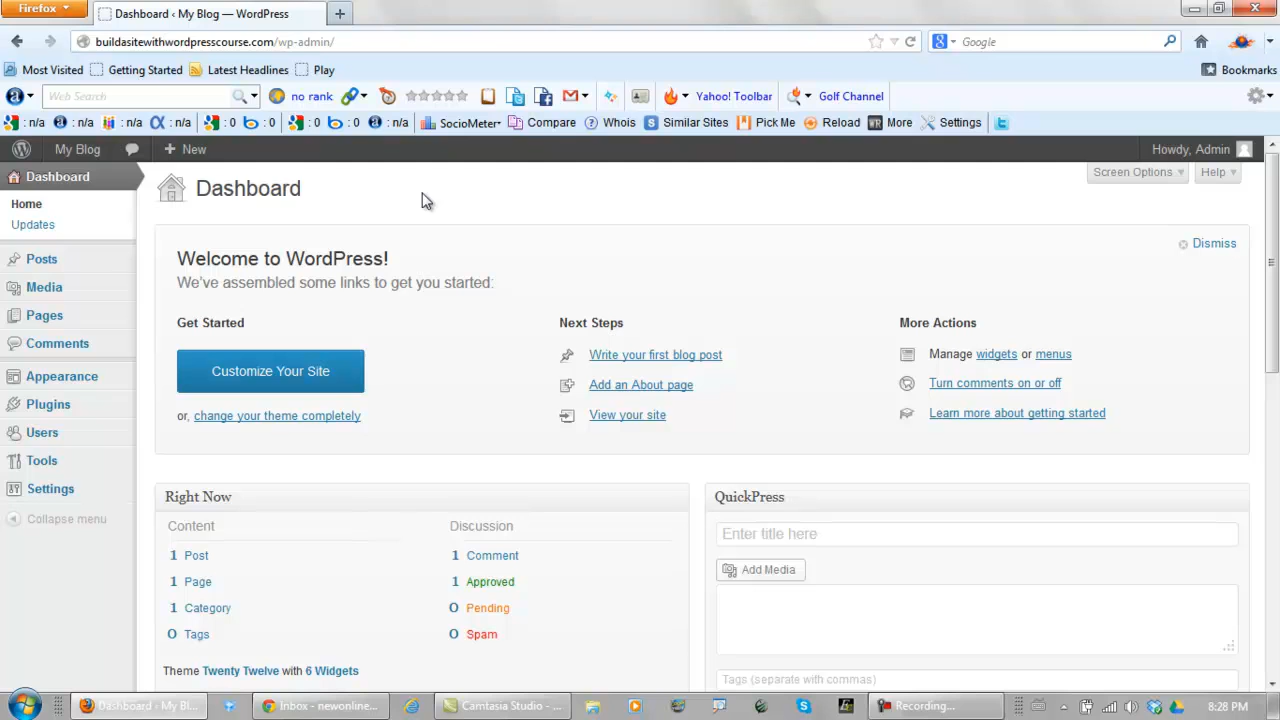 Firefox
Dashboard ‹ My Blog — WordPress
buildasitewithwordpresscourse.com/wp-admin/
Google
Most Visited Getting Started Latest Headlines Play Bookmarks
Web Search no rank Yahoo! Toolbar Golf Channel
: n/a : n/a : n/a : n/a : 0 : 0 : 0 : 0 : n/a SocioMeter Compare Whois Similar Sites Pick Me Reload More Settings
My Blog + New Howdy, Admin
Dashboard
Home
Updates
Posts
Media
Pages
Comments
Appearance
Plugins
Users
Tools
Settings
Collapse menu
Screen Options Help
Dashboard
Dismiss
Welcome to WordPress!
We've assembled some links to get you started:
Get Started
Customize Your Site
or, change your theme completely
Next Steps
Write your first blog post
Add an About page
View your site
More Actions
Manage widgets or menus
Turn comments on or off
Learn more about getting started
Right Now
Content
1 Post
1 Page
1 Category
0 Tags
Discussion
1 Comment
1 Approved
0 Pending
0 Spam
Theme Twenty Twelve with 6 Widgets
QuickPress
Enter title here
Add Media
Tags (separate with commas)
Dashboard ‹ My Bl... Inbox - newonline... Camtasia Studio - ... Recording... 8:28 PM